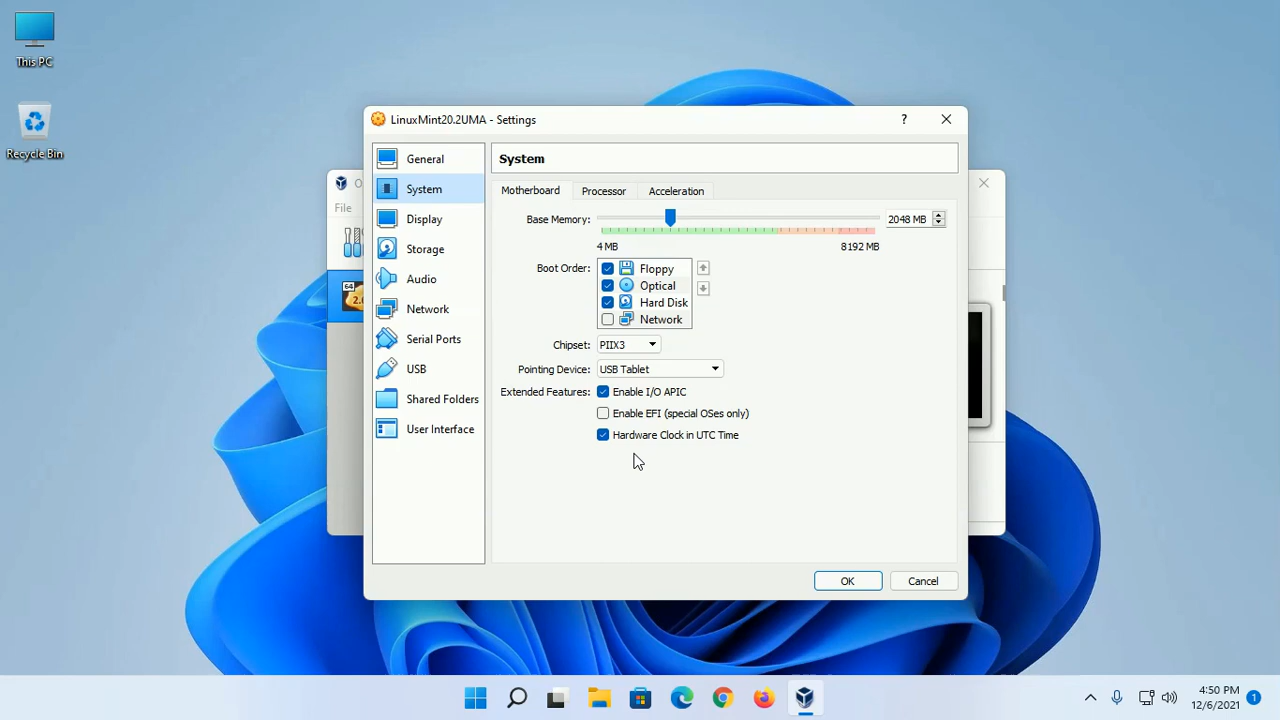 This PC
Recycle Bin
LinuxMint20.2UMA - Settings
?
O
File
64
2.
General
System
Display
Storage
Audio
Network
Serial Ports
USB
Shared Folders
User Interface
System
Motherboard
Processor
Acceleration
Base Memory:
2048 MB
4 MB
8192 MB
Boot Order:
Floppy
Optical
Hard Disk
Network
Chipset:
PIIX3
Pointing Device:
USB Tablet
Extended Features:
Enable I/O APIC
Enable EFI (special OSes only)
Hardware Clock in UTC Time
OK
Cancel
4:50 PM
12/6/2021
1